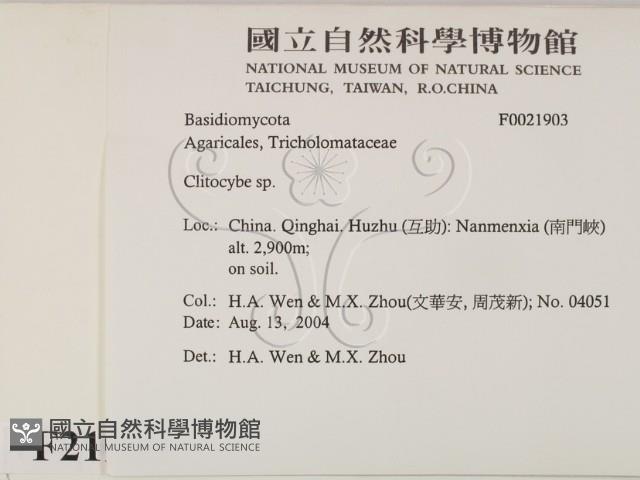 國立自然科學博物館
NATIONAL MUSEUM OF NATURAL SCIENCE
TAICHUNG, TAIWAN, R.O.CHINA
Basidiomycota F0021903
Agaricales, Tricholomataceae
Clitocybe sp.
Loc.: China. Qinghai. Huzhu (互助): Nanmenxia (南門峽)
alt. 2,900m;
on soil.
Col.: H.A. Wen & M.X. Zhou(文華安, 周茂新); No. 04051
Date: Aug. 13, 2004
Det.: H.A. Wen & M.X. Zhou
國立自然科學博物館
NATIONAL MUSEUM OF NATURAL SCIENCE
F21